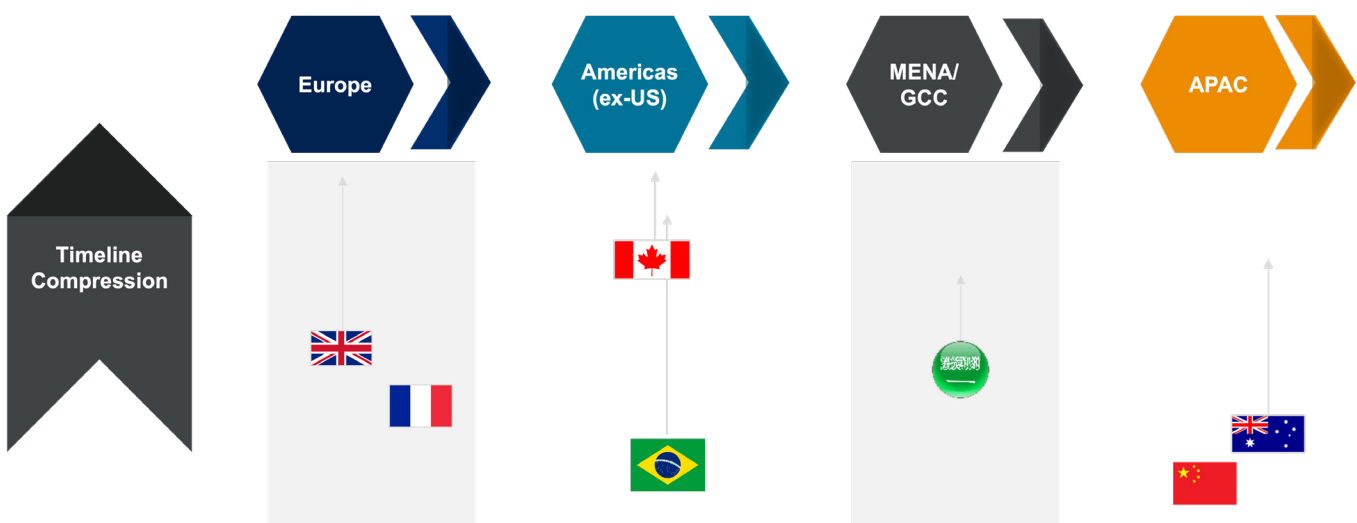 Europe
Americas
(ex-US)
MENA/
GCC
APAC
Timeline
Compression